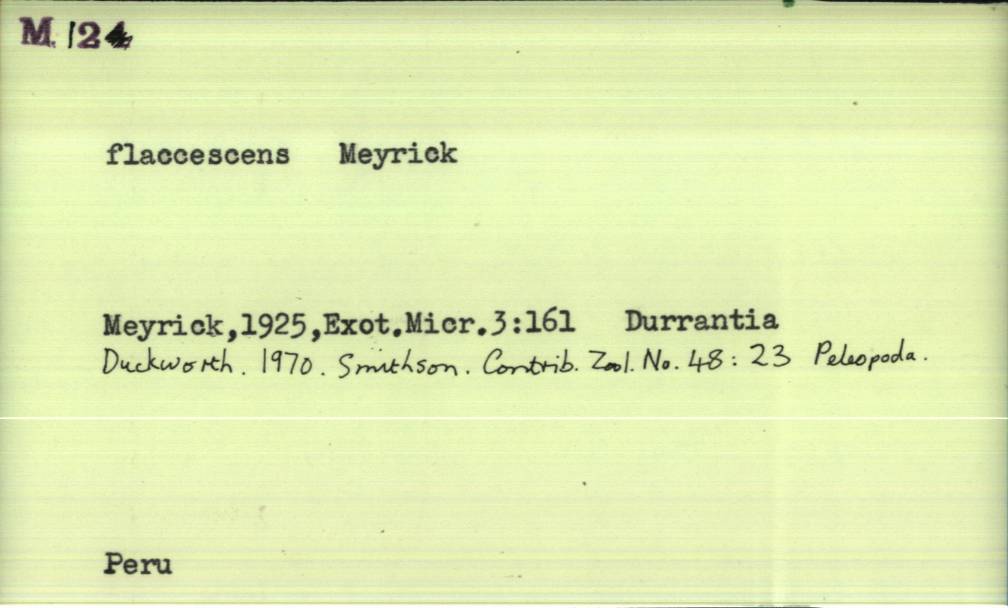 M. 124
flaccescens Meyrick
Meyrick,1925,Exot.Micr.3:161 Durrantia
Duckworth. 1970. Smithson. Contrib. Zool. No. 48: 23 Peleopoda.
Peru